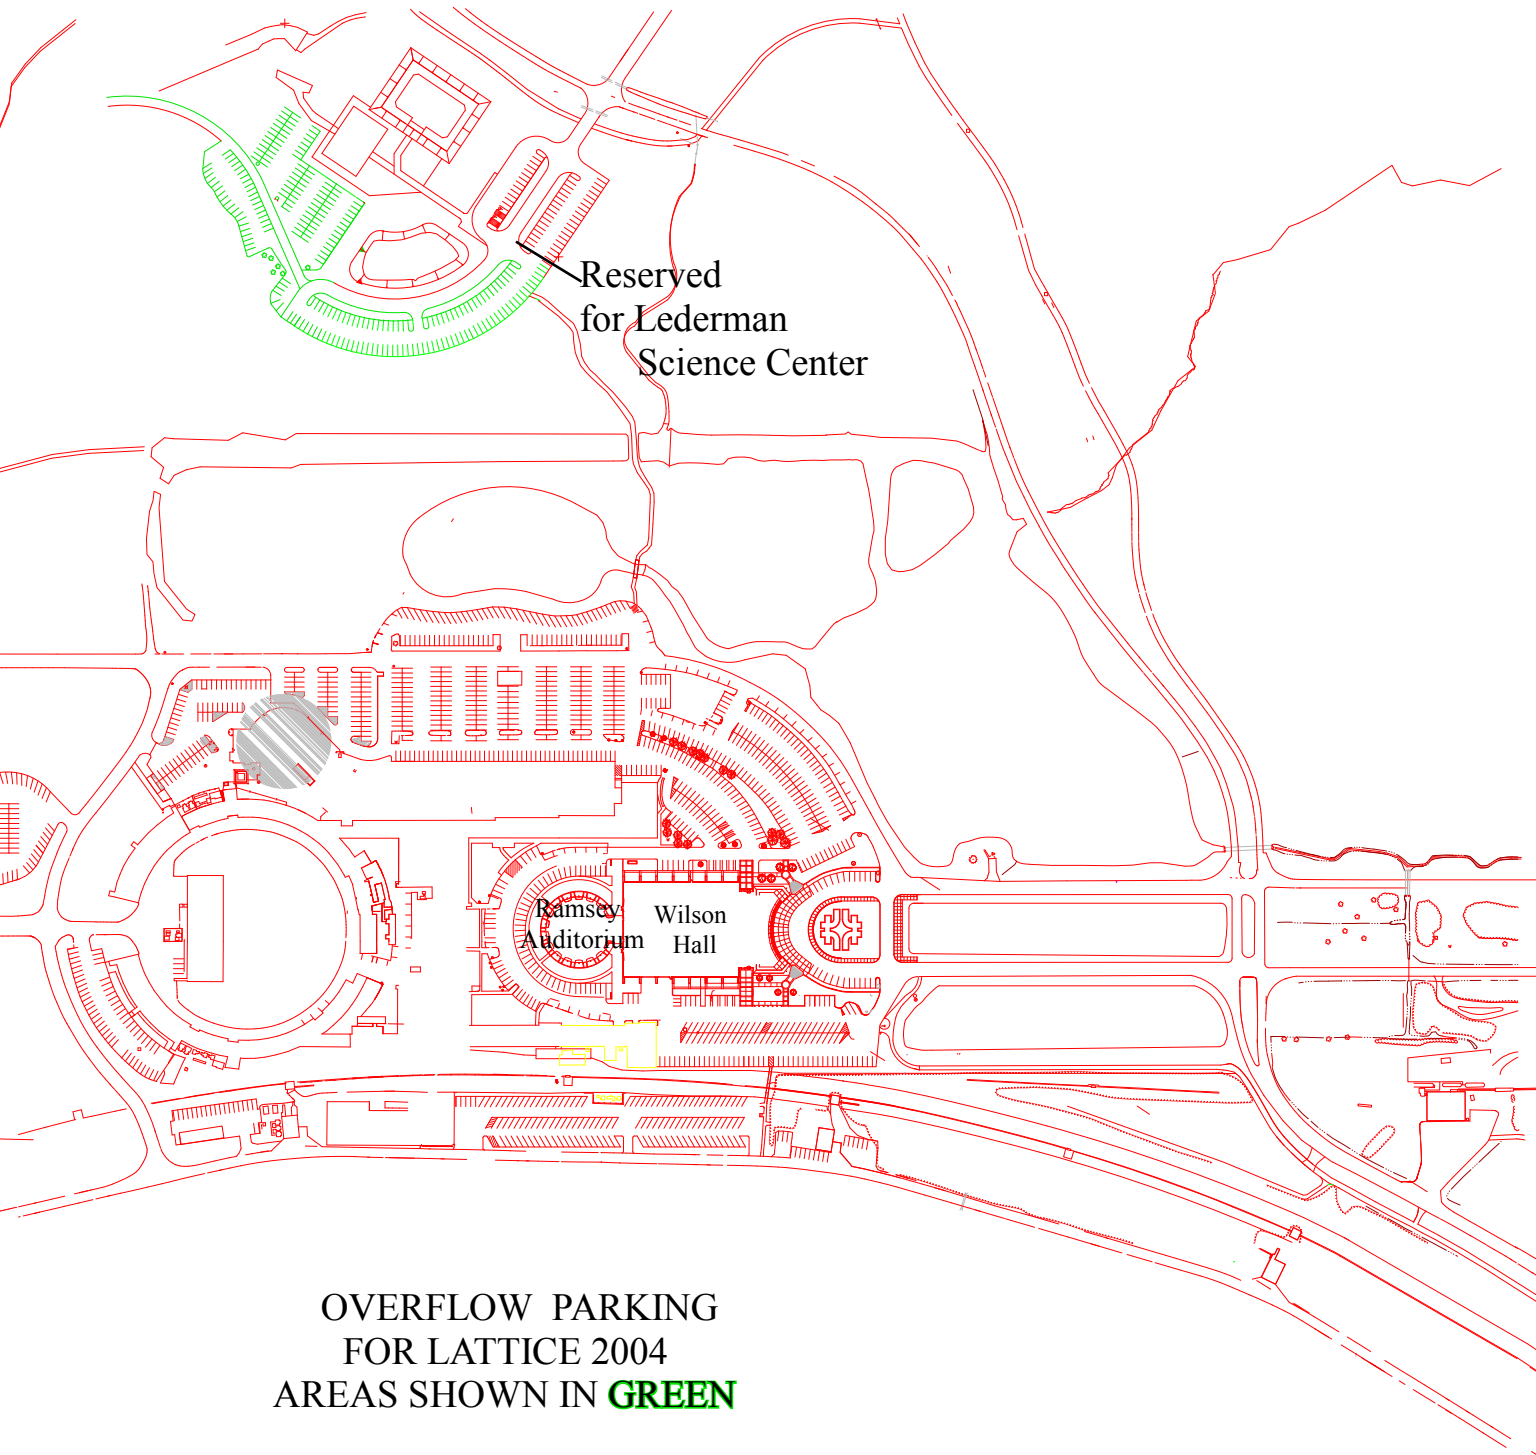 Reserved
for Lederman
Science Center
Ramsey
Auditorium
Wilson
Hall
OVERFLOW PARKING
FOR LATTICE 2004
AREAS SHOWN IN GREEN